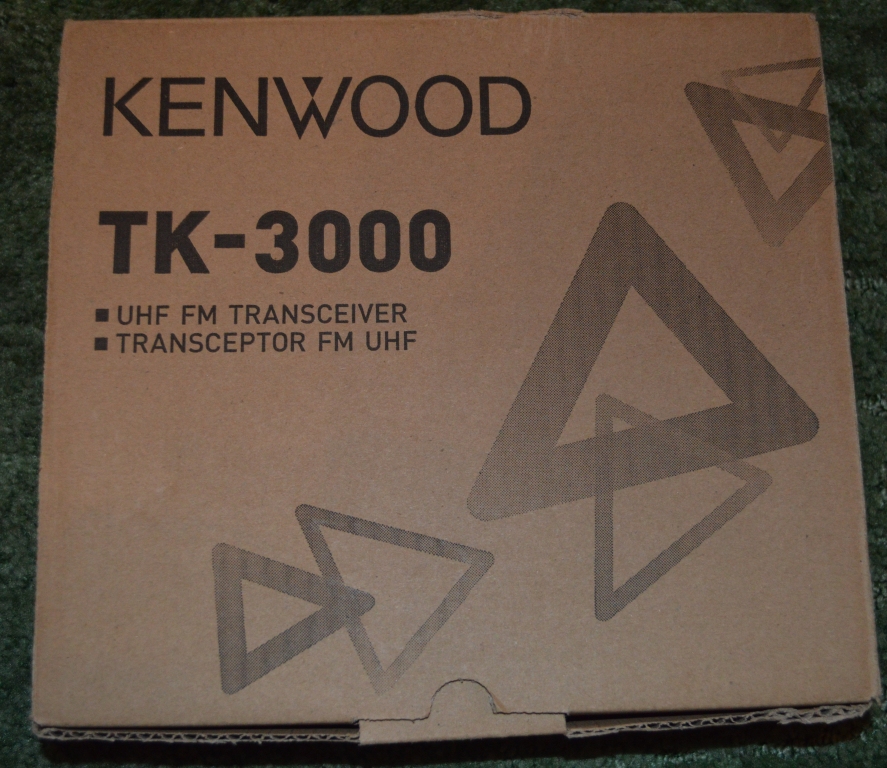 KENWOOD
TK-3000
■ UHF FM TRANSCEIVER
■ TRANSCEPTOR FM UHF